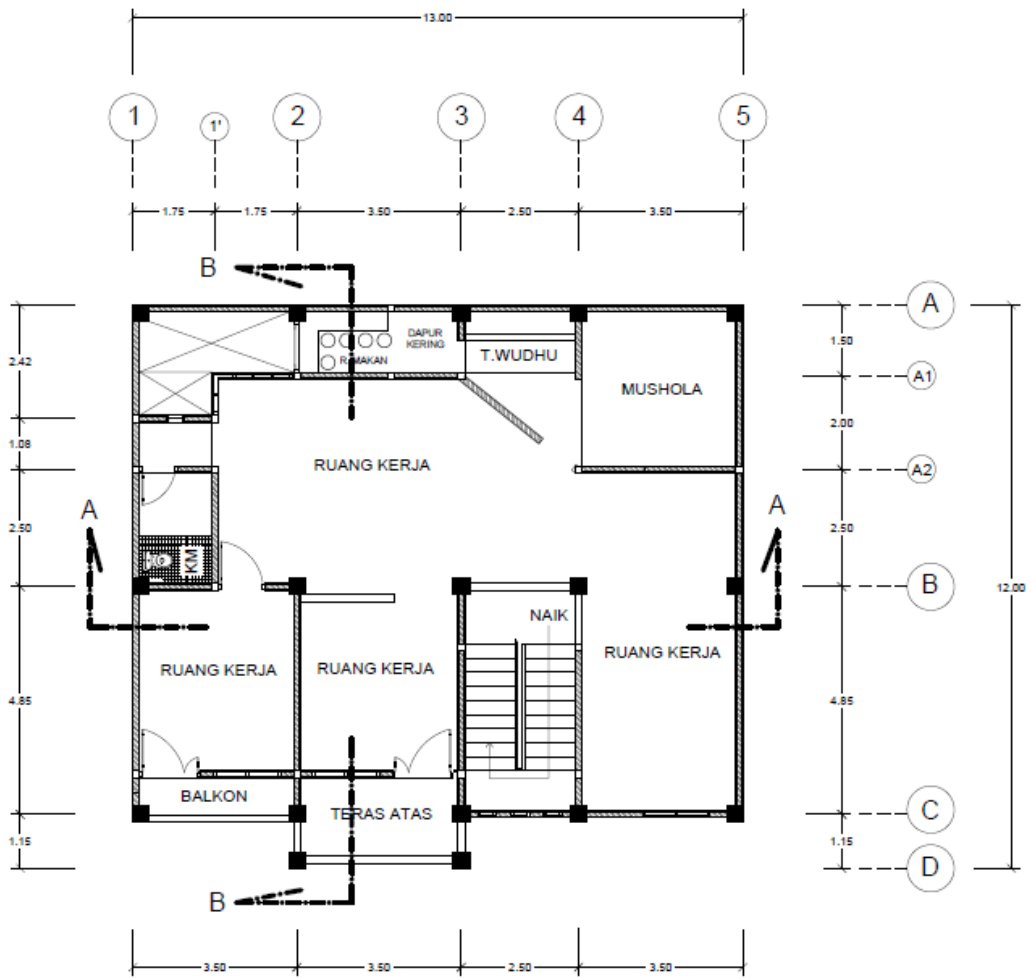 13.00
1
1'
2
3
4
5
1.75
1.75
3.50
2.50
3.50
B
A
DAPUR
KERING
R. MAKAN
T.WUDHU
MUSHOLA
1.50
2.42
A1
2.00
1.08
RUANG KERJA
A2
A
A
2.50
2.50
KM
B
12.00
NAIK
RUANG KERJA
RUANG KERJA
RUANG KERJA
4.85
4.85
BALKON
TERAS ATAS
C
1.15
1.15
D
B
3.50
3.50
2.50
3.50